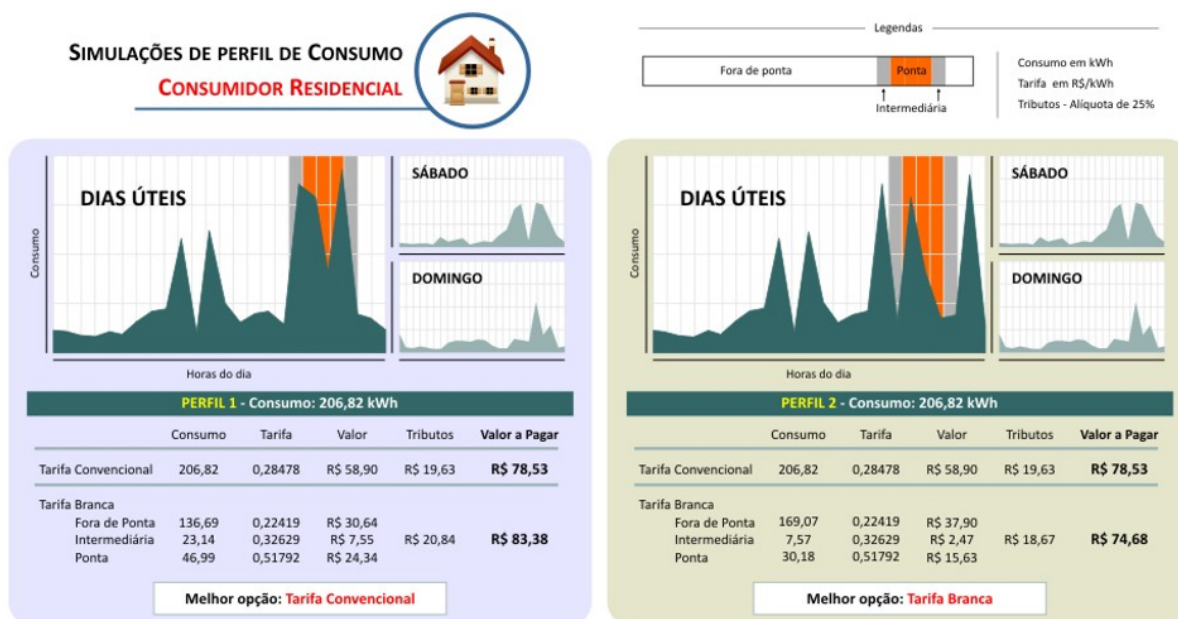 SIMULAÇÕES DE PERFIL DE CONSUMO
CONSUMIDOR RESIDENCIAL
Legendas
Fora de ponta Ponta
Intermediária
Consumo em kWh
Tarifa em R$/kWh
Tributos - Alíquota de 25%
DIAS ÚTEIS
Consumo
Horas do dia
SÁBADO
DOMINGO
PERFIL 1 - Consumo: 206,82 kWh
Consumo Tarifa Valor Tributos Valor a Pagar
Tarifa Convencional 206,82 0,28478 R$ 58,90 R$ 19,63 R$ 78,53
Tarifa Branca
Fora de Ponta 136,69 0,22419 R$ 30,64
Intermediária 23,14 0,32629 R$ 7,55 R$ 20,84 R$ 83,38
Ponta 46,99 0,51792 R$ 24,34
Melhor opção: Tarifa Convencional
DIAS ÚTEIS
Consumo
Horas do dia
SÁBADO
DOMINGO
PERFIL 2 - Consumo: 206,82 kWh
Consumo Tarifa Valor Tributos Valor a Pagar
Tarifa Convencional 206,82 0,28478 R$ 58,90 R$ 19,63 R$ 78,53
Tarifa Branca
Fora de Ponta 169,07 0,22419 R$ 37,90
Intermediária 7,57 0,32629 R$ 2,47 R$ 18,67 R$ 74,68
Ponta 30,18 0,51792 R$ 15,63
Melhor opção: Tarifa Branca